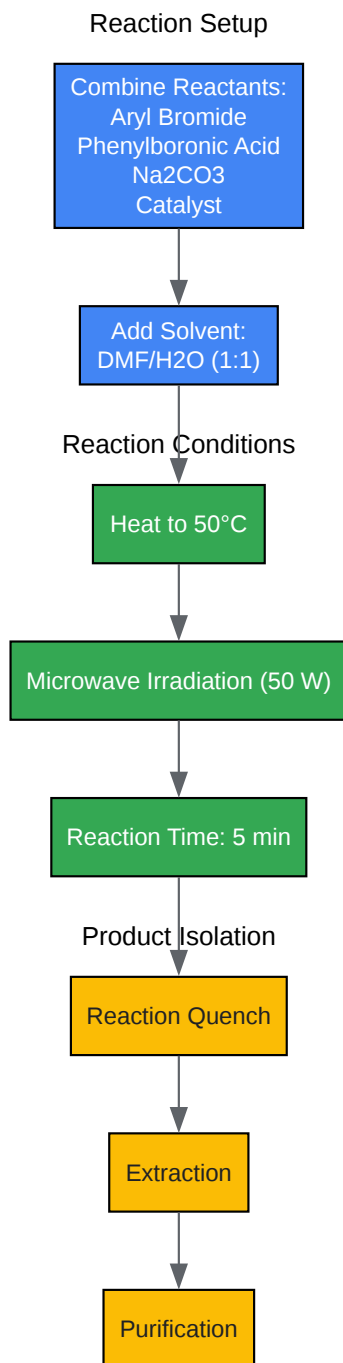 Reaction Setup
Combine Reactants:
Aryl Bromide
Phenylboronic Acid
Na2CO3
Catalyst
Add Solvent:
DMF/H2O (1:1)
Reaction Conditions
Heat to 50°C
Microwave Irradiation (50 W)
Reaction Time: 5 min
Product Isolation
Reaction Quench
Extraction
Purification